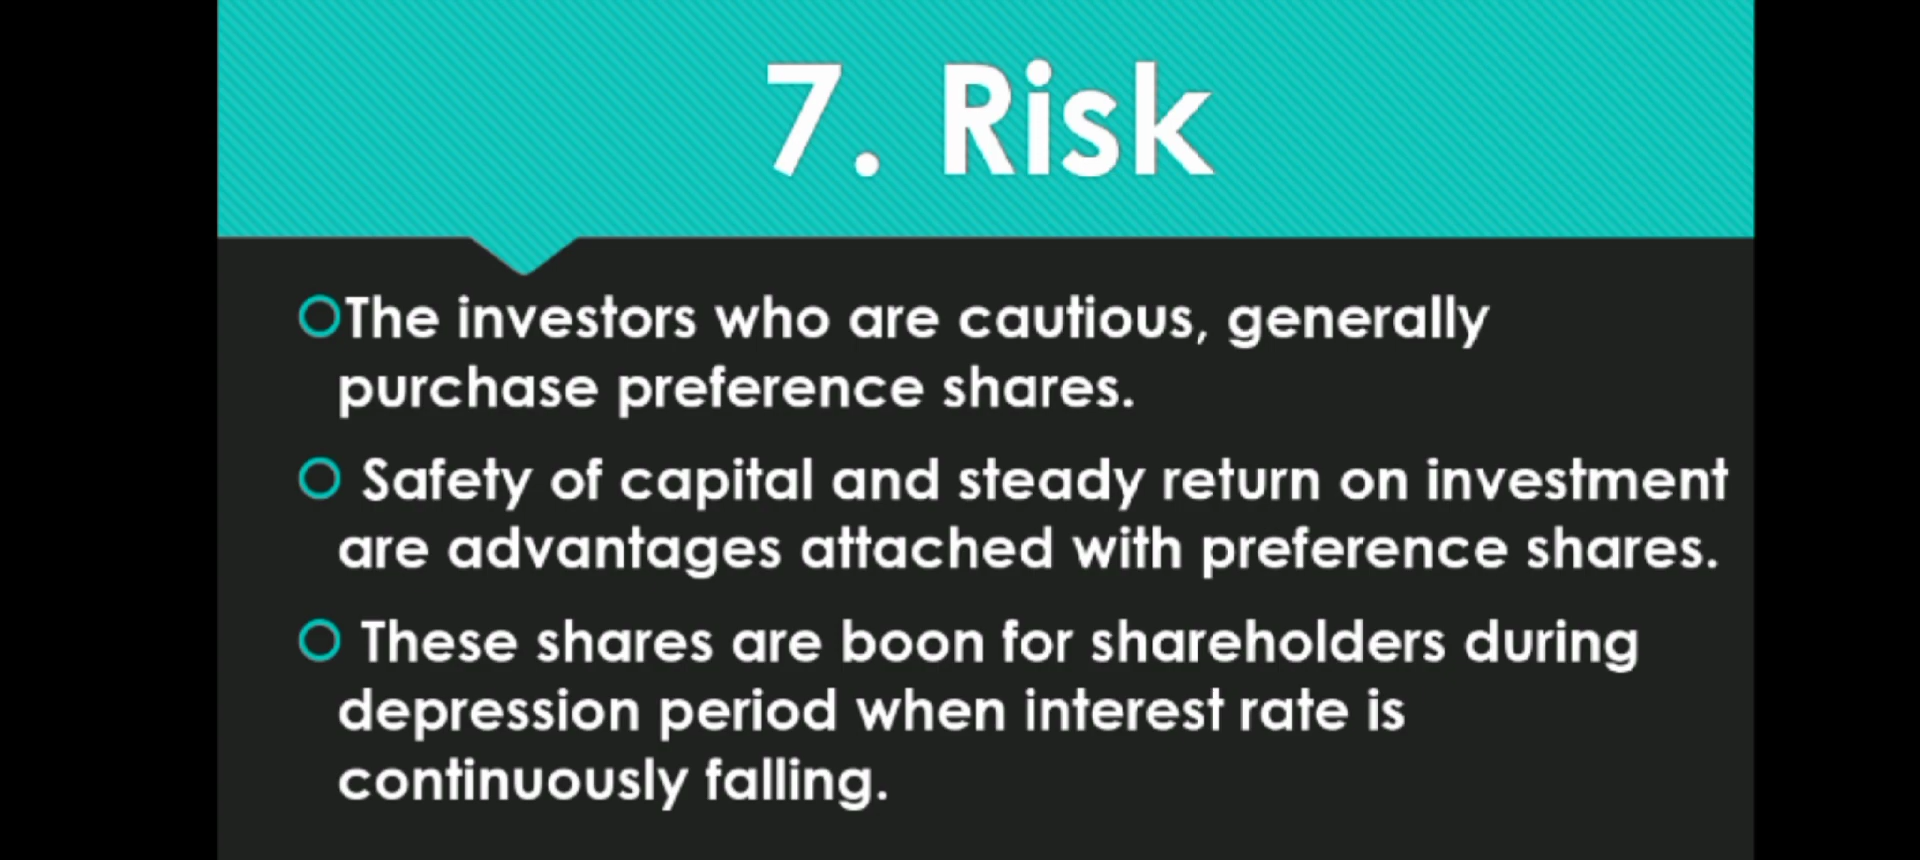 7. Risk
The investors who are cautious, generally
purchase preference shares.
Safety of capital and steady return on investment
are advantages attached with preference shares.
These shares are boon for shareholders during
depression period when interest rate is
continuously falling.